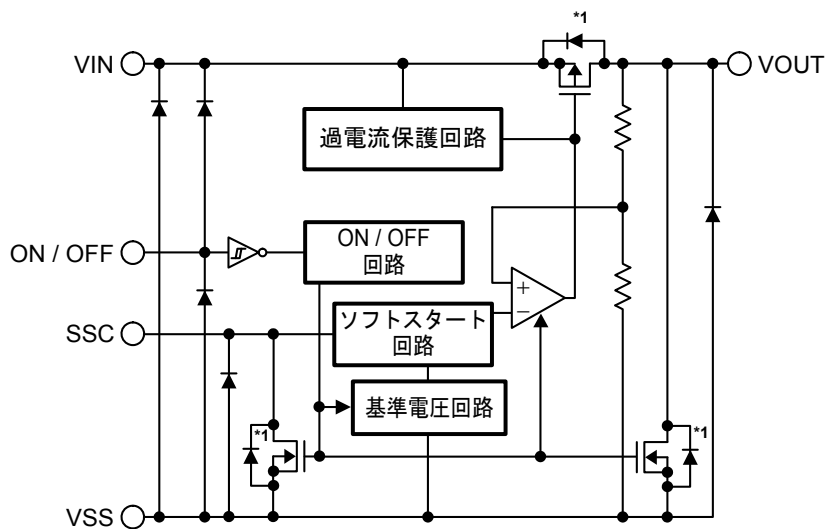 *1
VIN
VOUT
過電流保護回路
ON / OFF
ON / OFF
回路
+
−
SSC
ソフトスタート
回路
基準電圧回路
*1
*1
VSS